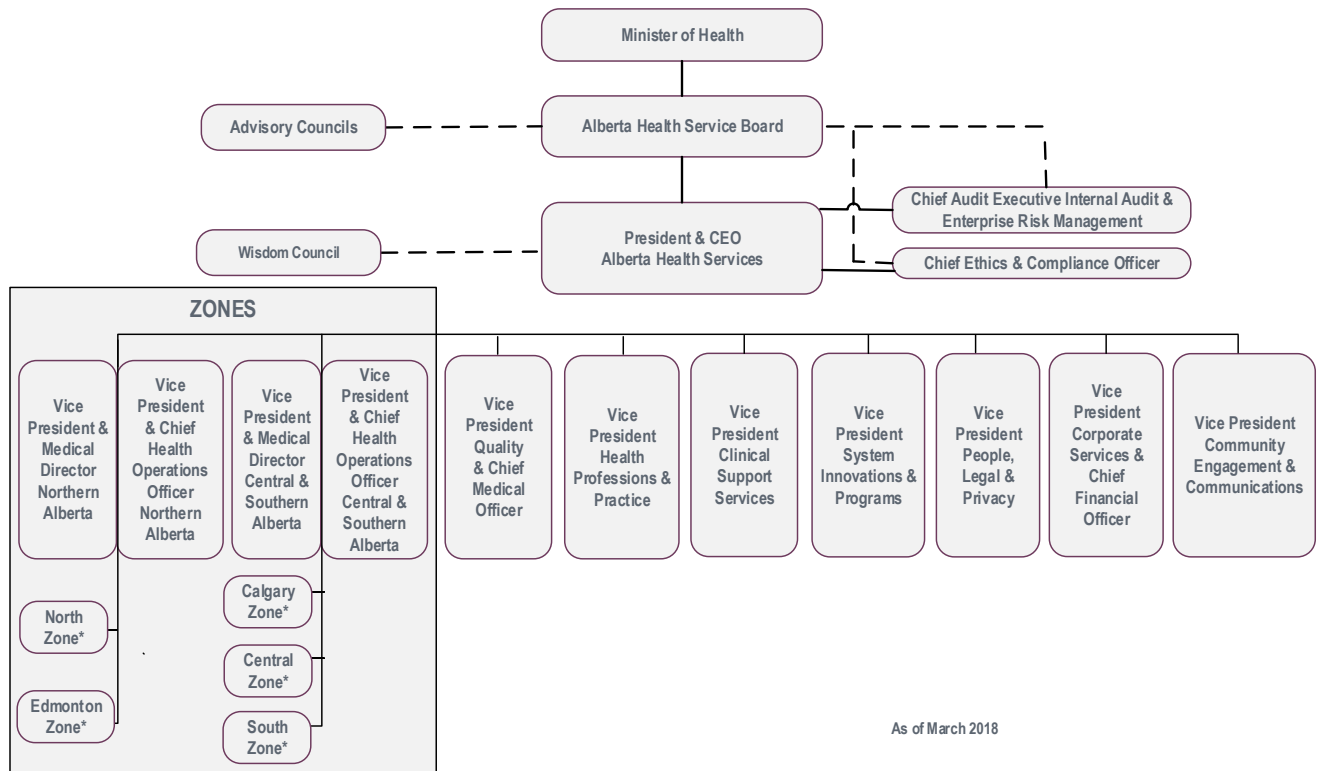 Minister of Health
Advisory Councils
Alberta Health Service Board
Chief Audit Executive Internal Audit &
Enterprise Risk Management
Wisdom Council
President & CEO
Alberta Health Services
Chief Ethics & Compliance Officer
ZONES
Vice
President &
Medical
Director
Northern
Alberta
Vice
President
& Chief
Health
Operations
Officer
Northern
Alberta
Vice
President
& Medical
Director
Central &
Southern
Alberta
Vice
President
& Chief
Health
Operations
Officer
Central &
Southern
Alberta
Vice
President
Quality
& Chief
Medical
Officer
Vice
President
Health
Professions &
Practice
Vice
President
Clinical
Support
Services
Vice
President
System
Innovations &
Programs
Vice
President
People,
Legal &
Privacy
Vice
President
Corporate
Services &
Chief
Financial
Officer
Vice President
Community
Engagement &
Communications
North
Zone*
Edmonton
Zone*
Calgary
Zone*
Central
Zone*
South
Zone*
As of March 2018